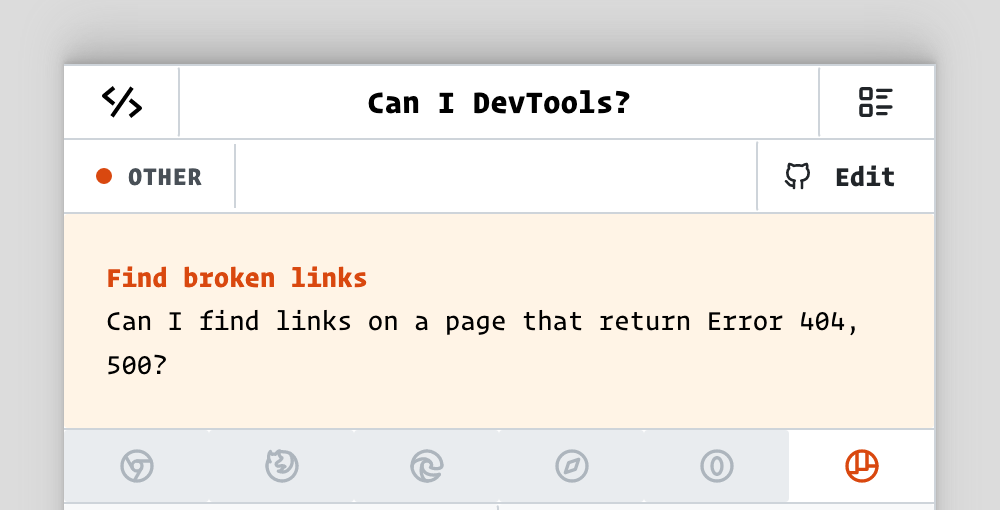 Can I DevTools?
OTHER
Edit
Find broken links
Can I find links on a page that return Error 404,
500?